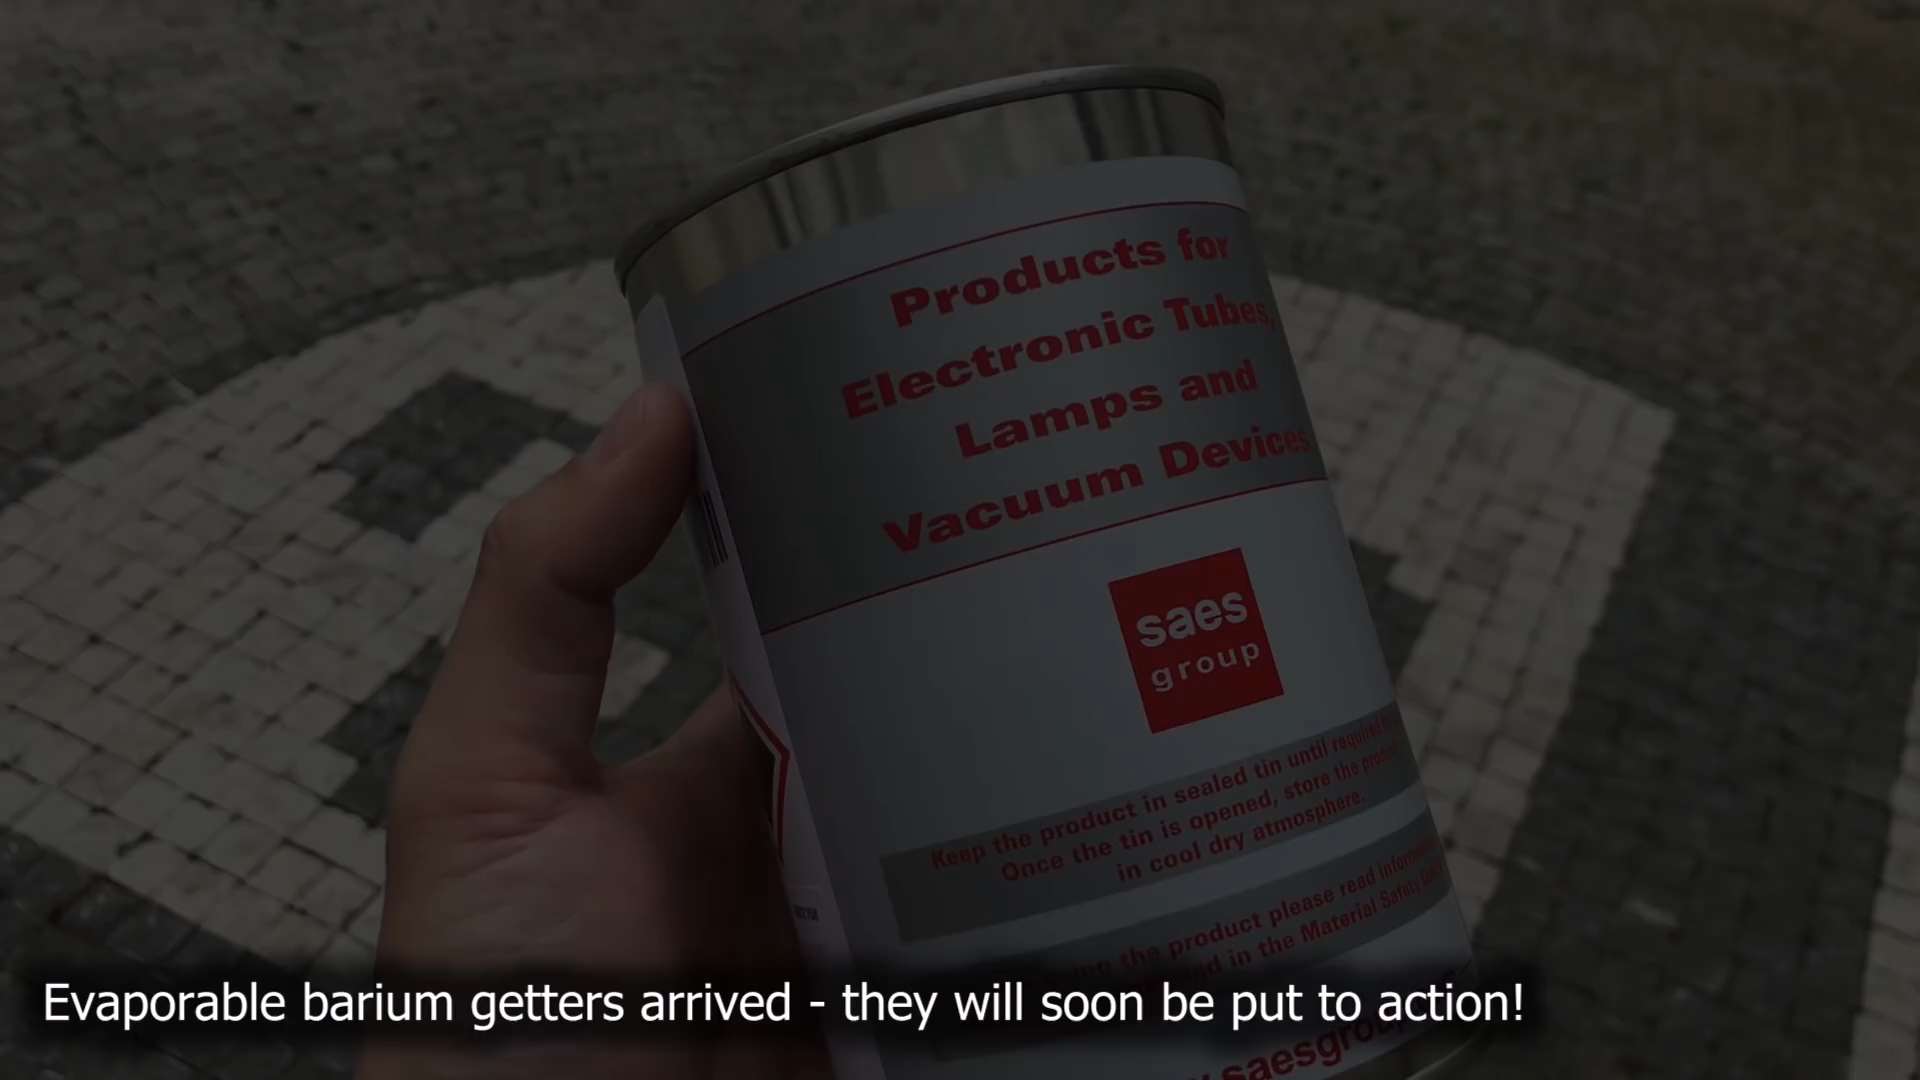 Products for
Electronic Tubes,
Lamps and
Vacuum Devices
saes
group
Keep the product in sealed tin until required
Once the tin is opened, store the product
in cool dry atmosphere.
the product please read
in the Material Safety
Evaporable barium getters arrived - they will soon be put to action!